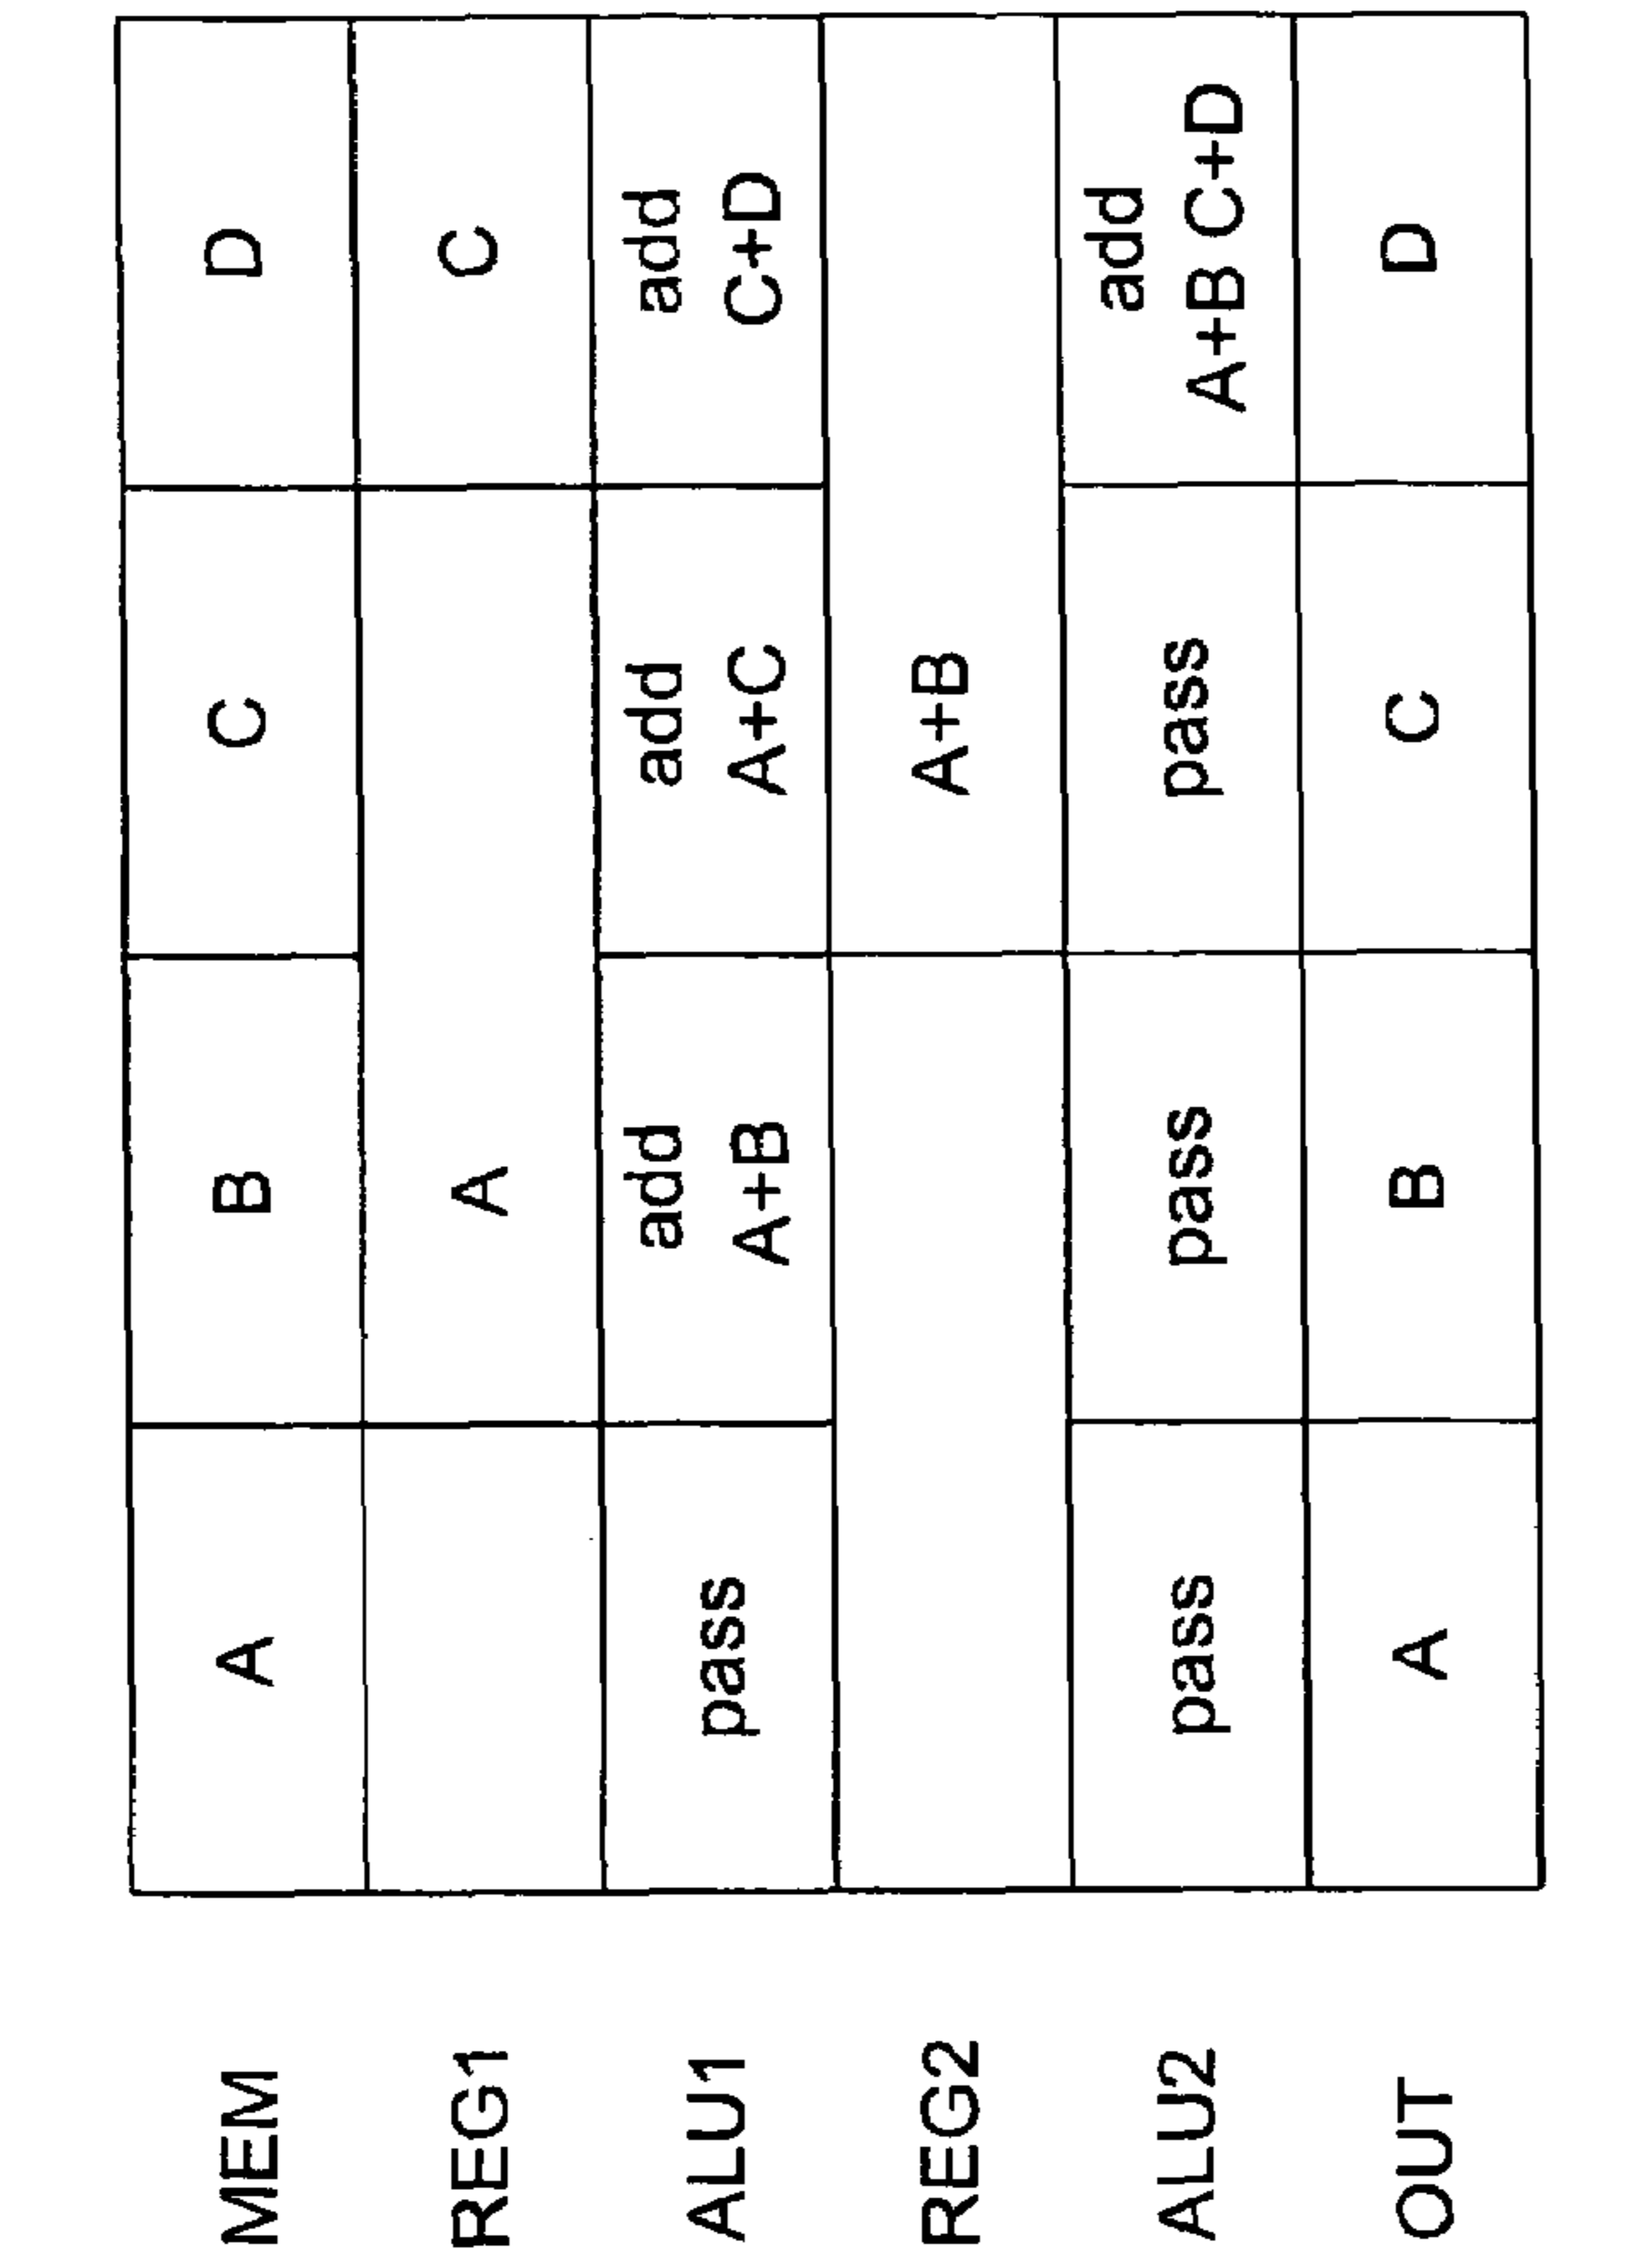 MEM A B C D
REG1 A C
ALU1 pass add add add
A+B A+C C+D
REG2 A+B
ALU2 pass pass pass add
A+B C+D
OUT A B C D